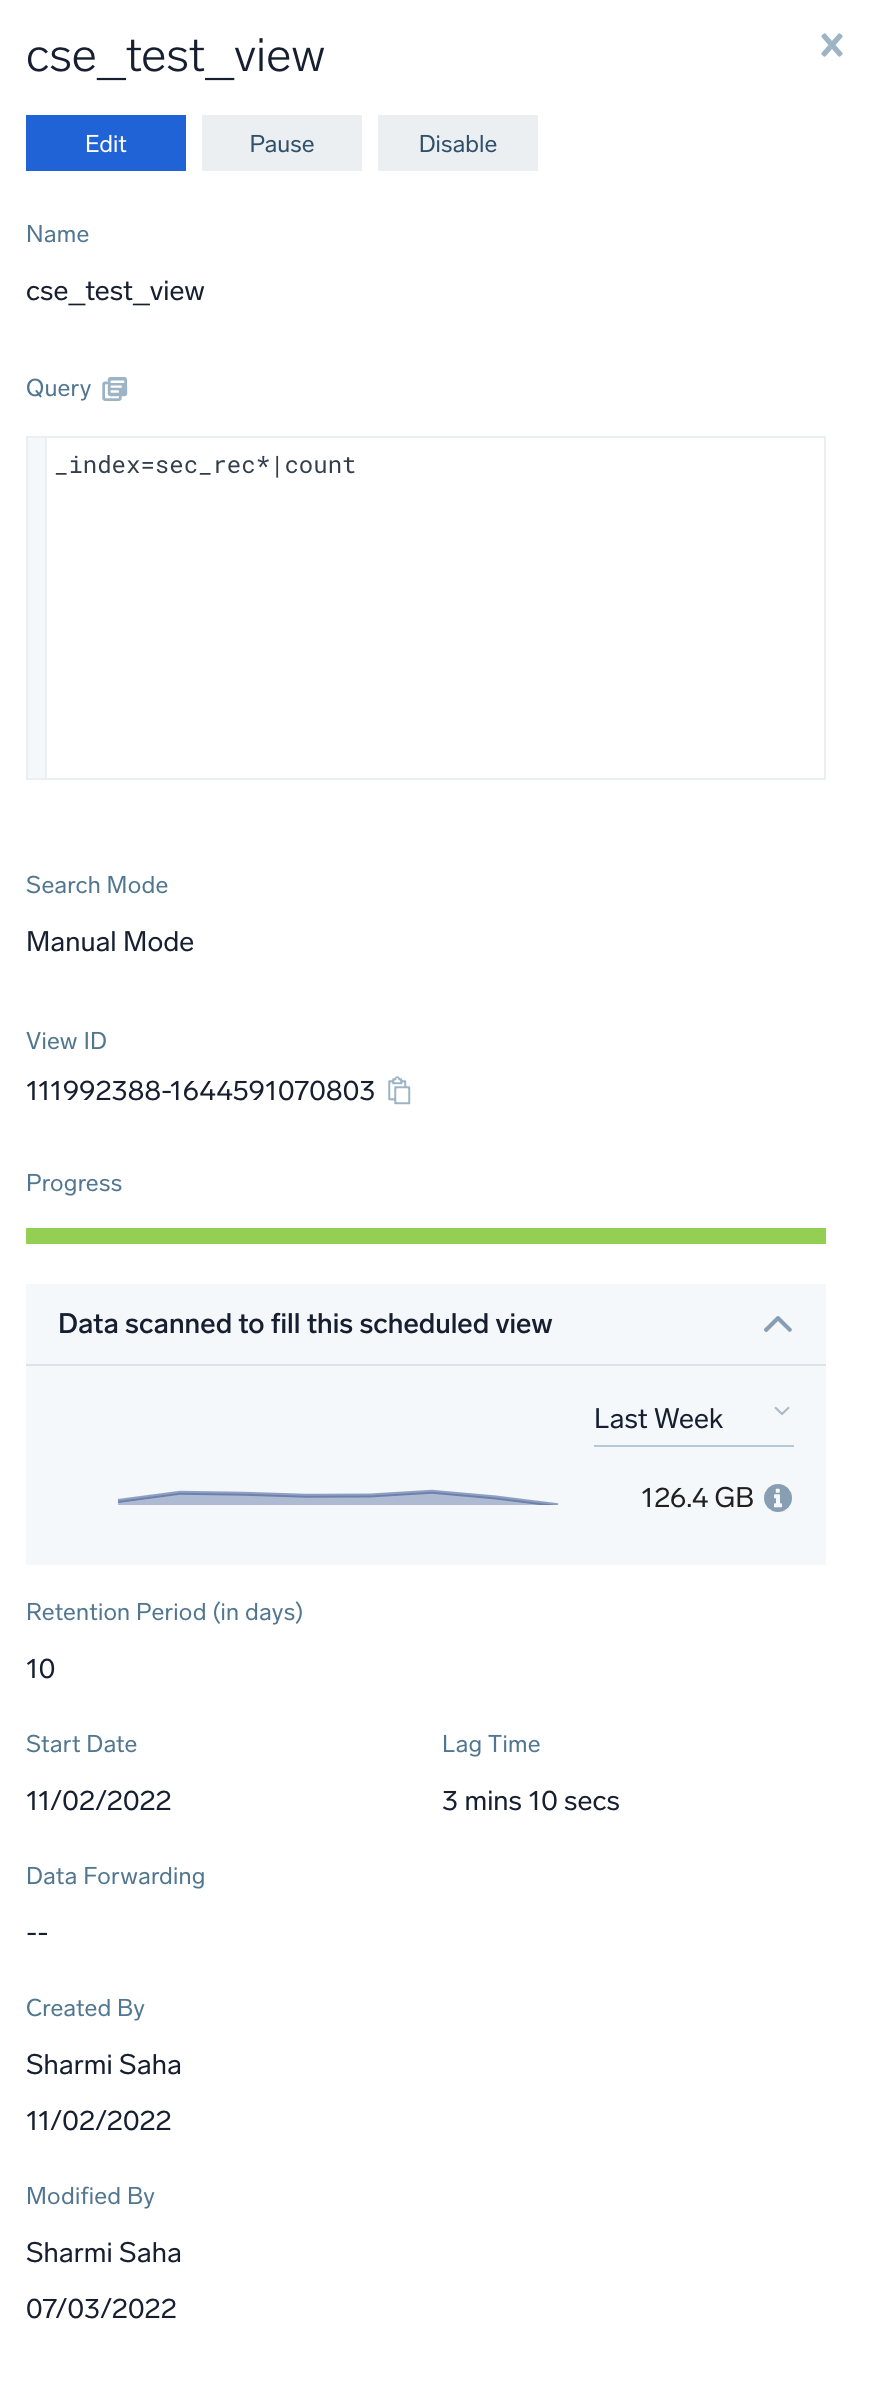 cse_test_view
Edit Pause Disable
Name
cse_test_view
Query
_index=sec_rec*|count
Search Mode
Manual Mode
View ID
111992388-1644591070803
Progress
Data scanned to fill this scheduled view
Last Week
126.4 GB
Retention Period (in days)
10
Start Date Lag Time
11/02/2022 3 mins 10 secs
Data Forwarding
--
Created By
Sharmi Saha
11/02/2022
Modified By
Sharmi Saha
07/03/2022